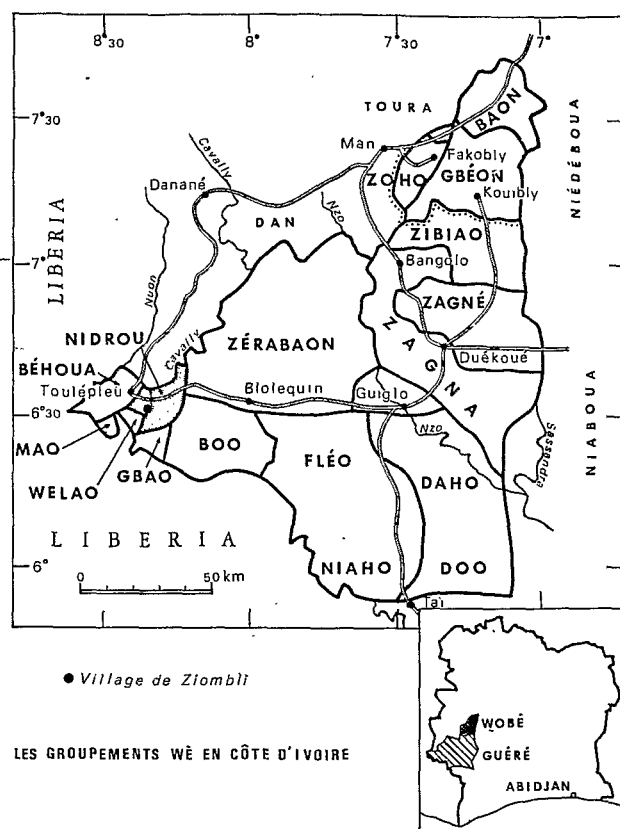 8° 30
8°
7° 30
7°
TOURA
BAON
7° 30
Man
Fakobly
Cavally
ZOHO
GBÉON
NIÉDÉBOUA
Danané
Kouibly
DAN
Nzo
ZIBIAO
LIBERIA
7°
Bangolo
Nuon
ZAGNÉ
NIDROU
Cavally
ZÉRABAON
ZAGNA
BÉHOUA
Duékoué
Toulépleu
Blolequin
Guiglo
6° 30
MAO
BOO
Nzo
Sassandra
NIABOUA
WELAO
GBAO
FLÉO
DAHO
LIBERIA
6°
NIAHO
DOO
0
50 km
Taï
Village de Ziombli
WOBÉ
GUÉRÉ
LES GROUPEMENTS WÈ EN CÔTE D'IVOIRE
ABIDJAN